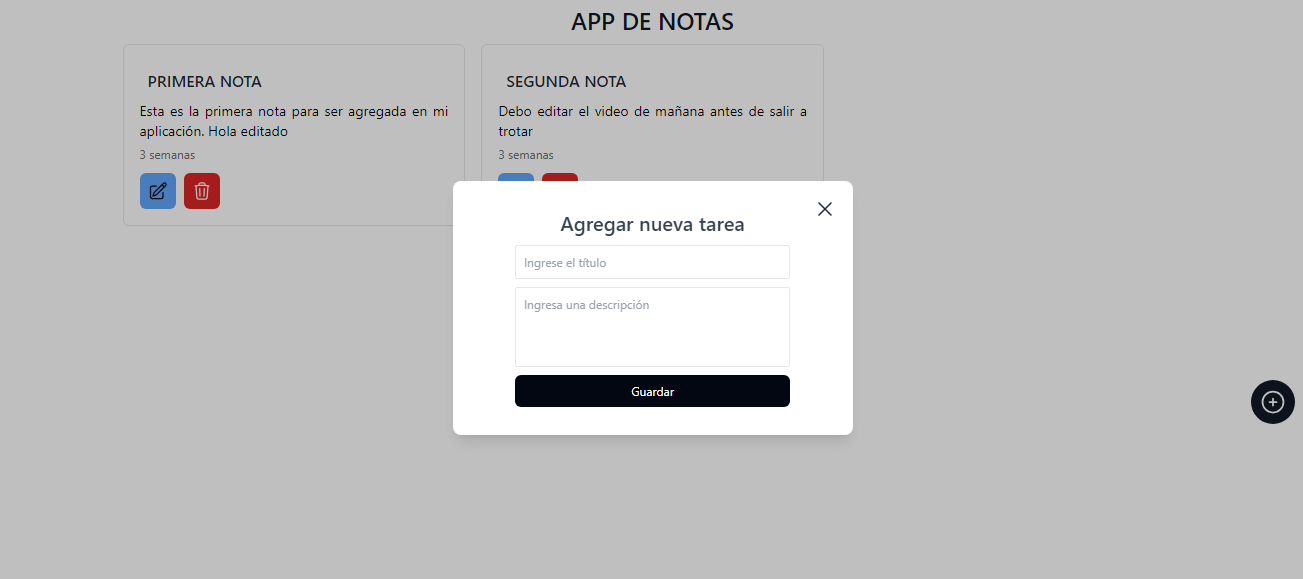 APP DE NOTAS
PRIMERA NOTA
Esta es la primera nota para ser agregada en mi
aplicación. Hola editado
3 semanas
SEGUNDA NOTA
Debo editar el video de mañana antes de salir a
trotar
3 semanas
Agregar nueva tarea
Ingrese el título
Ingresa una descripción
Guardar